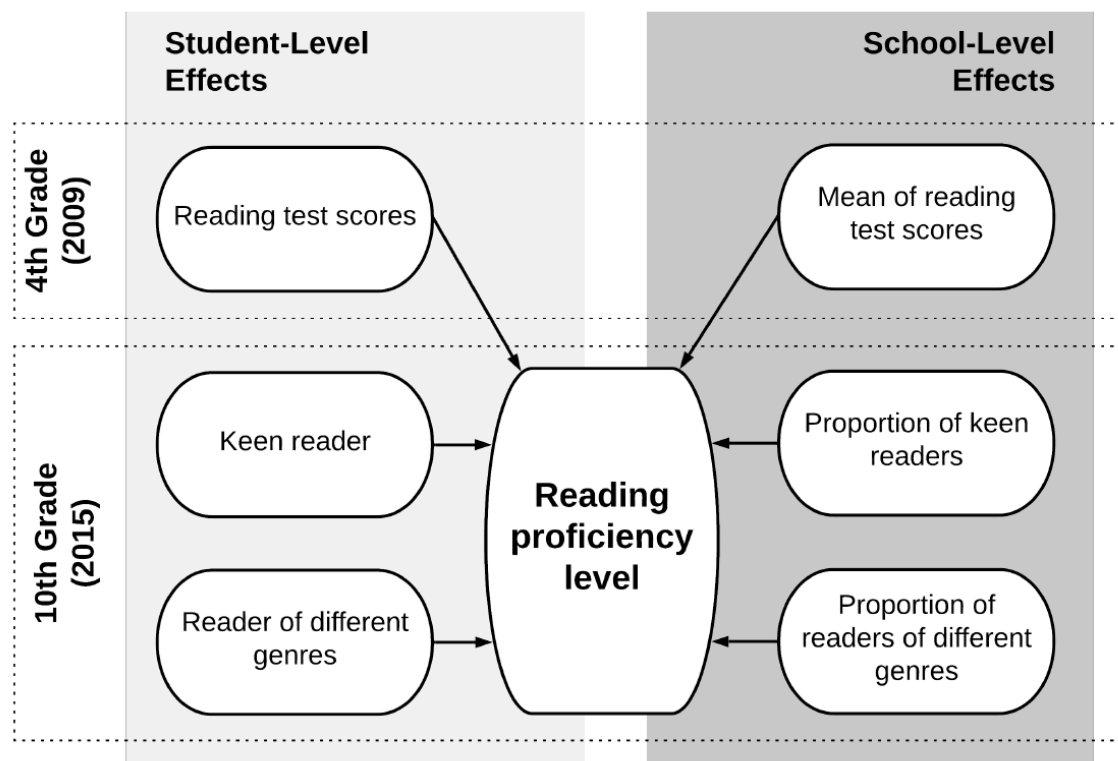 Student-Level
Effects
School-Level
Effects
4th Grade
(2009)
Reading test scores
Mean of reading
test scores
10th Grade
(2015)
Keen reader
Proportion of keen
readers
Reading
proficiency
level
Reader of different
genres
Proportion of
readers of different
genres